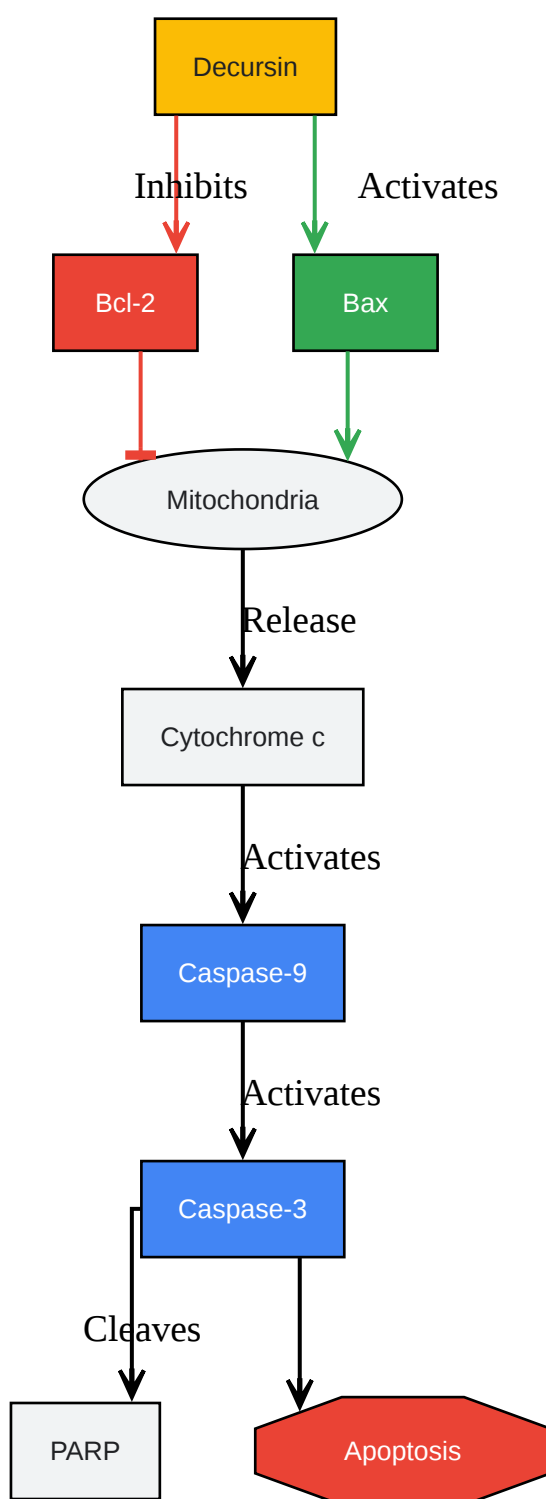 Decursin
Inhibits
Activates
Bcl-2
Bax
Mitochondria
Release
Cytochrome c
Activates
Caspase-9
Activates
Caspase-3
Cleaves
PARP
Apoptosis